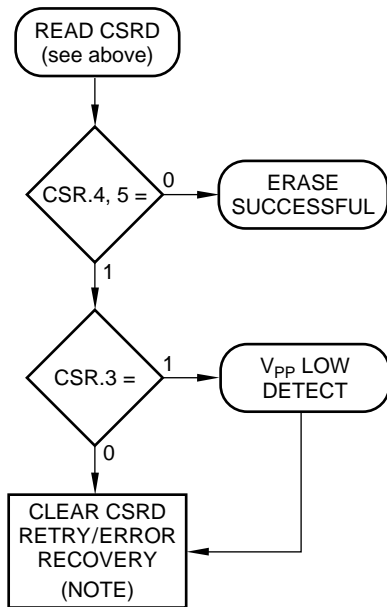 READ CSRD
(see above)
CSR.4, 5 =
0
ERASE
SUCCESSFUL
1
CSR.3 =
1
VPP LOW
DETECT
0
CLEAR CSRD
RETRY/ERROR
RECOVERY
(NOTE)